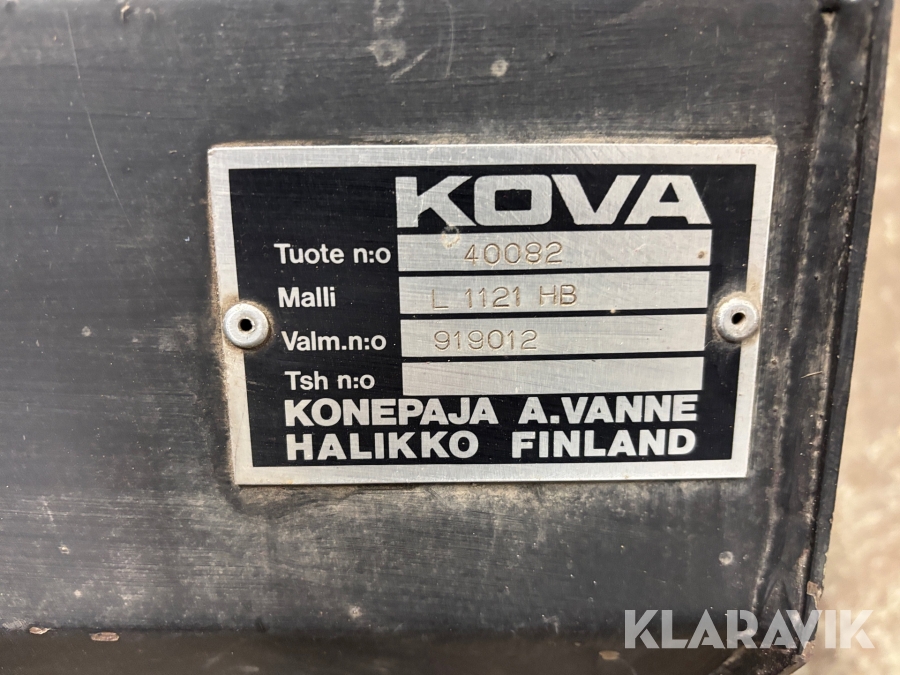 KOVA
Tuote n:o 40082
Malli L 1121 HB
Valm.n:o 919012
Tsh n:o
KONEPAJA A.VANNE
HALIKKO FINLAND
KLARAVIK